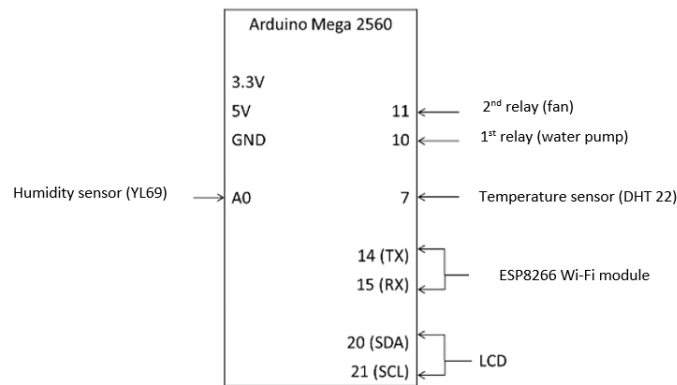 Arduino Mega 2560
3.3V
5V
11
2nd relay (fan)
GND
10
1st relay (water pump)
Humidity sensor (YL69)
A0
7
Temperature sensor (DHT 22)
14 (TX)
ESP8266 Wi-Fi module
15 (RX)
20 (SDA)
LCD
21 (SCL)